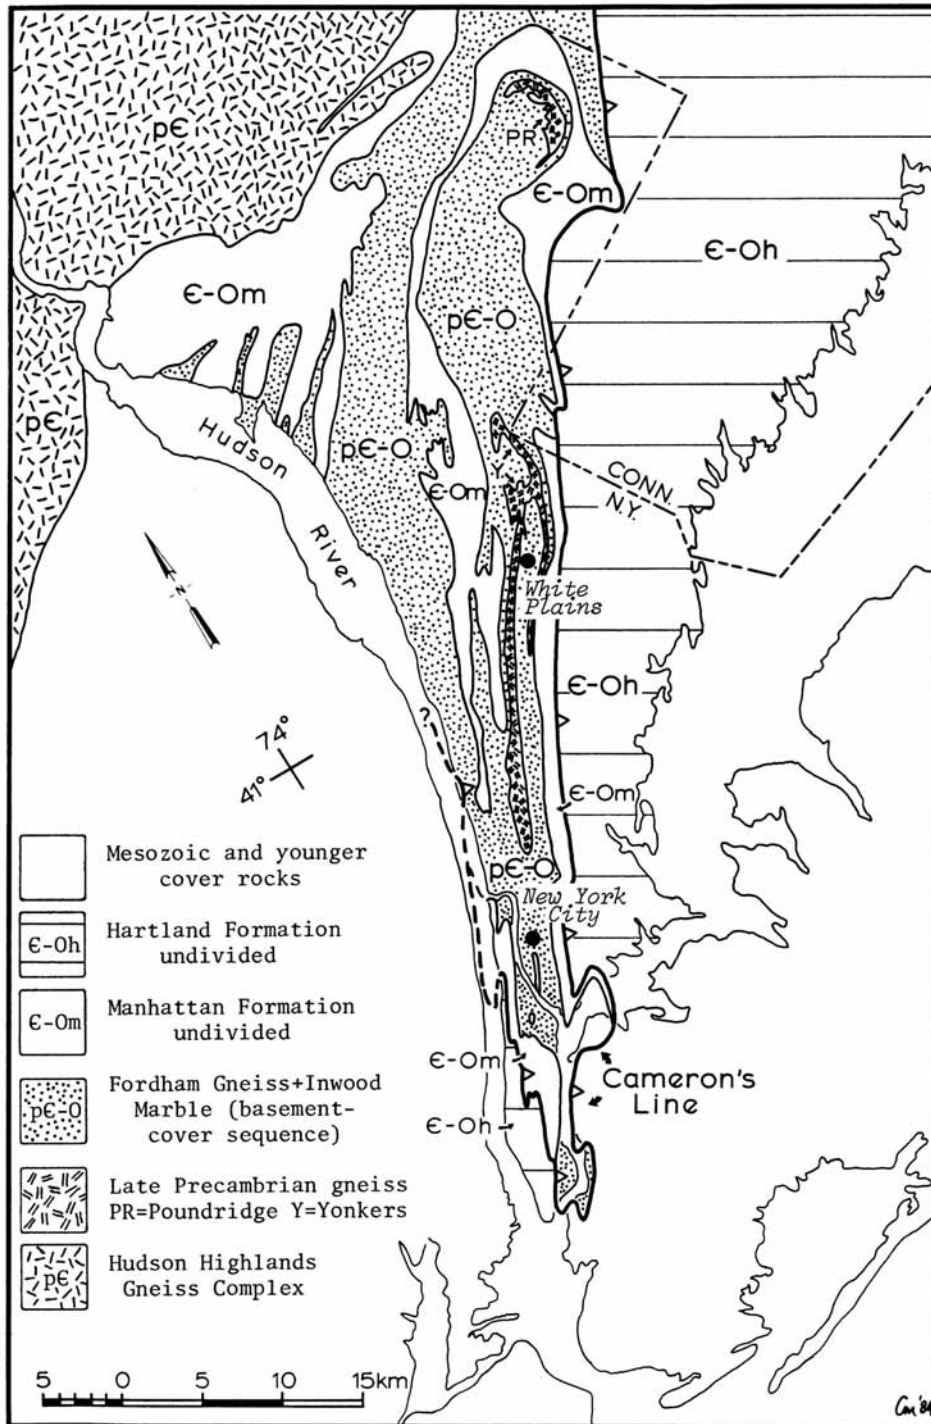 pЄ
PR
Є-Om
Є-Oh
Є-Om
pЄ-O
pЄ
Hudson
River
pЄ-O
Є-Om
Y
CONN.
N.Y.
White
Plains
N
Є-Oh
?
74°
41°
Є-Om
pЄ-O
New York
City
Mesozoic and younger
cover rocks
Є-Oh
Hartland Formation
undivided
Є-Om
Manhattan Formation
undivided
pЄ-O
Fordham Gneiss+Inwood
Marble (basement-
cover sequence)
Late Precambrian gneiss
PR=Poundridge Y=Yonkers
pЄ
Hudson Highlands
Gneiss Complex
Є-Om
Є-Oh
Cameron's
Line
5 0 5 10 15km